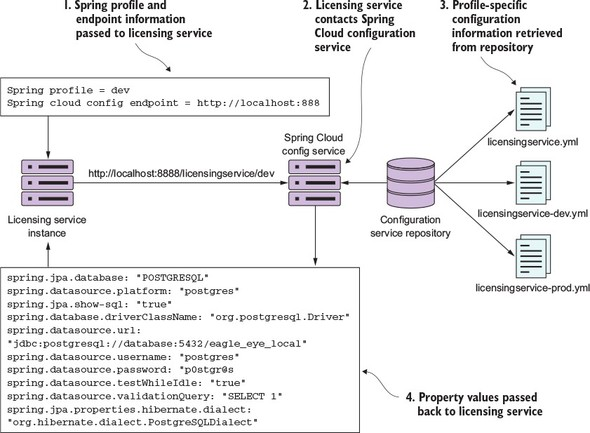 1. Spring profile and
endpoint information
passed to licensing service
2. Licensing service
contacts Spring
Cloud configuration
service
3. Profile-specific
configuration
information retrieved
from repository
Spring profile = dev
Spring cloud config endpoint = http://localhost:888
Spring Cloud
config service
http://localhost:8888/licensingservice/dev
Licensing service
instance
Configuration
service repository
licensingservice.yml
licensingservice-dev.yml
licensingservice-prod.yml
spring.jpa.database: "POSTGRESQL"
spring.datasource.platform: "postgres"
spring.jpa.show-sql: "true"
spring.database.driverClassName: "org.postgresql.Driver"
spring.datasource.url:
"jdbc:postgresql://database:5432/eagle_eye_local"
spring.datasource.username: "postgres"
spring.datasource.password: "p0stgr@s
spring.datasource.testWhileIdle: "true"
spring.datasource.validationQuery: "SELECT 1"
spring.jpa.properties.hibernate.dialect:
"org.hibernate.dialect.PostgreSQLDialect"
4. Property values passed
back to licensing service